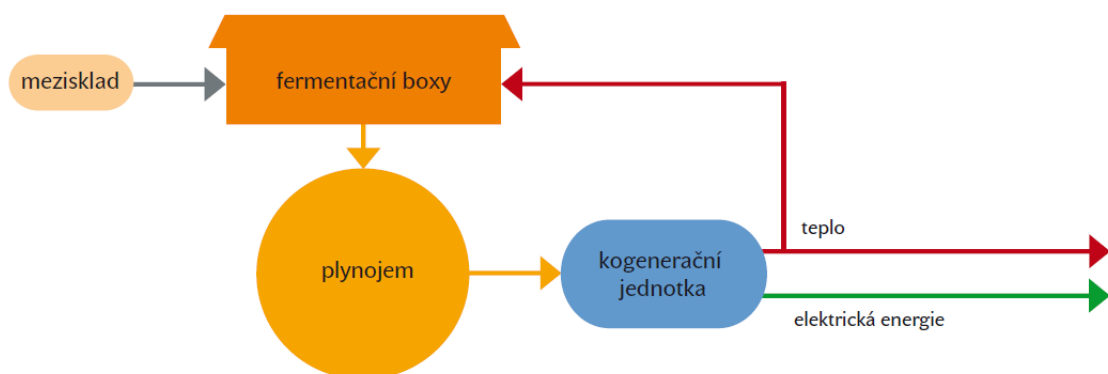 mezisklad
fermentační boxy
plynojem
kogenerační
jednotka
teplo
elektrická energie